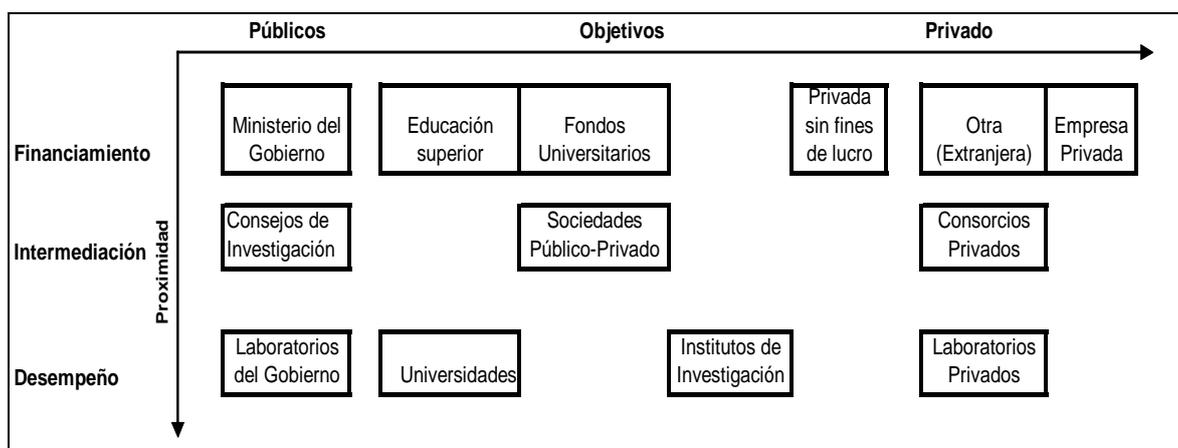 Públicos Objetivos Privado
Financiamiento
Ministerio del
Gobierno
Educación
superior
Fondos
Universitarios
Privada
sin fines
de lucro
Otra
(Extranjera)
Empresa
Privada
Intermediación
Consejos de
Investigación
Sociedades
Público-Privado
Consorcios
Privados
Proximidad
Desempeño
Laboratorios
del Gobierno
Universidades
Institutos de
Investigación
Laboratorios
Privados